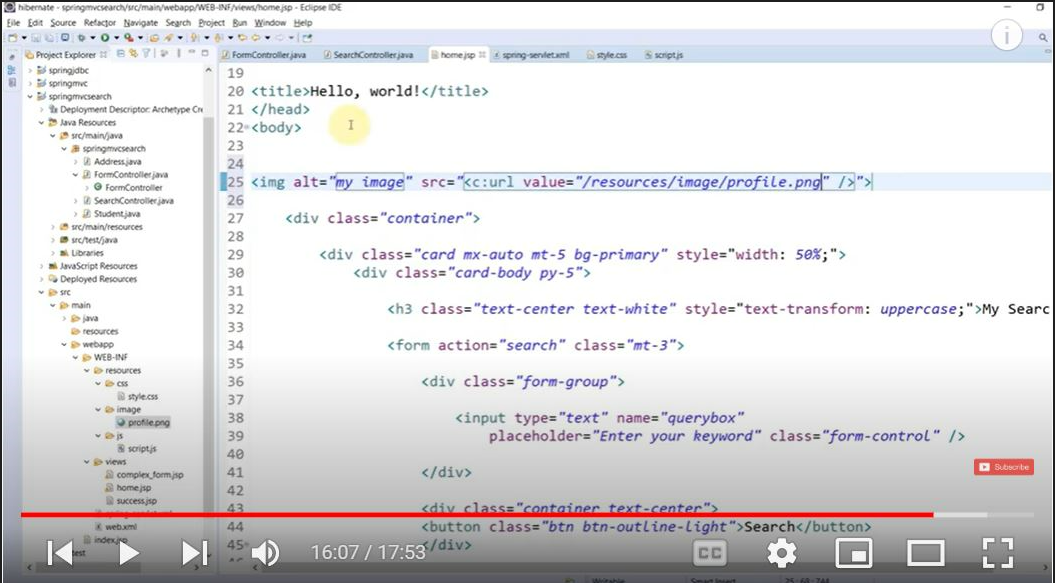 hibernate - springmvcsearch/src/main/webapp/WEB-INF/views/home.jsp - Eclipse IDE
File Edit Source Refactor Navigate Search Project Run Window Help
Project Explorer
FormController.java SearchController.java home.jsp spring-servlet.xml style.css script.js
springjdbc
springmvc
springmvcsearch
Deployment Descriptor: Archetype Cre
Java Resources
src/main/java
springmvcsearch
Address.java
FormController.java
FormController
SearchController.java
Student.java
src/main/resources
src/test/java
Libraries
JavaScript Resources
Deployed Resources
src
main
java
resources
webapp
WEB-INF
resources
css
style.css
image
profile.png
js
script.js
views
complex_form.jsp
home.jsp
success.jsp
web.xml
index.jsp
test
19
20 <title>Hello, world!</title>
21 </head>
22 <body>
23
24
25 <img alt="my image" src="<c:url value="/resources/image/profile.png" />">
26
27 <div class="container">
28
29 <div class="card mx-auto mt-5 bg-primary" style="width: 50%;">
30 <div class="card-body py-5">
31
32 <h3 class="text-center text-white" style="text-transform: uppercase;">My Searc
33
34 <form action="search" class="mt-3">
35
36 <div class="form-group">
37
38 <input type="text" name="querybox"
39 placeholder="Enter your keyword" class="form-control" />
40
41 </div>
42
43 <div class="container text-center">
44 <button class="btn btn-outline-light">Search</button>
45 </div>
Subscribe
16:07 / 17:53
CC
Writable Smart Insert